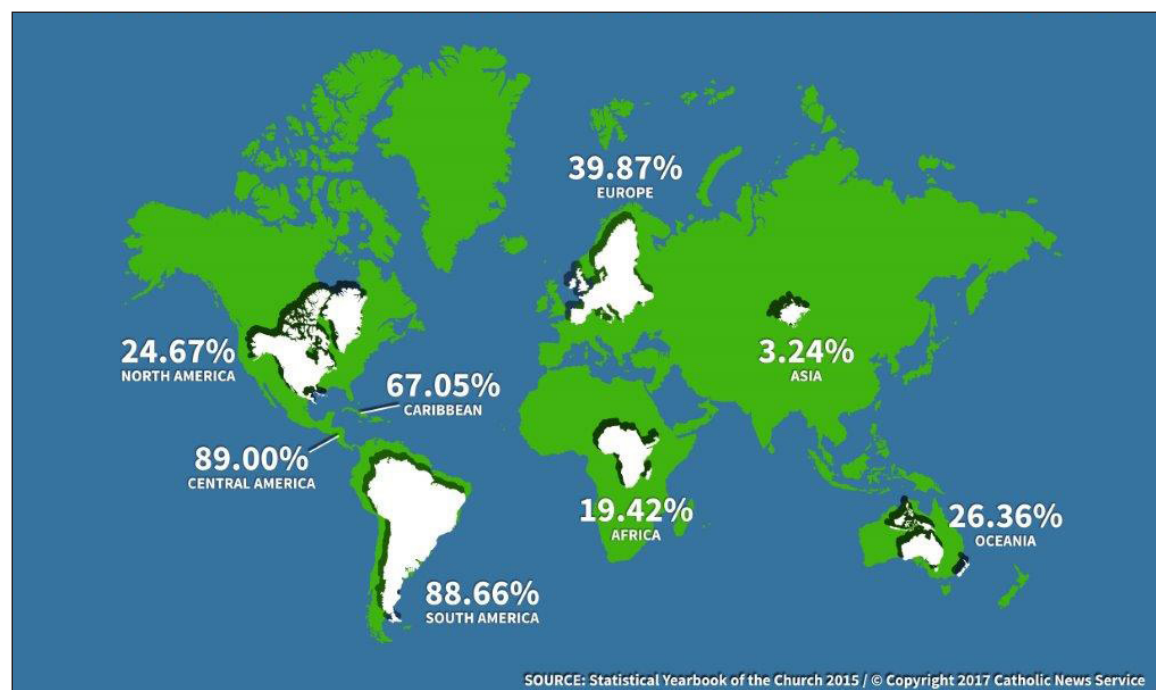 39.87%
EUROPE
24.67%
NORTH AMERICA
3.24%
ASIA
67.05%
CARIBBEAN
89.00%
CENTRAL AMERICA
19.42%
AFRICA
26.36%
OCEANIA
88.66%
SOUTH AMERICA
SOURCE: Statistical Yearbook of the Church 2015 / © Copyright 2017 Catholic News Service